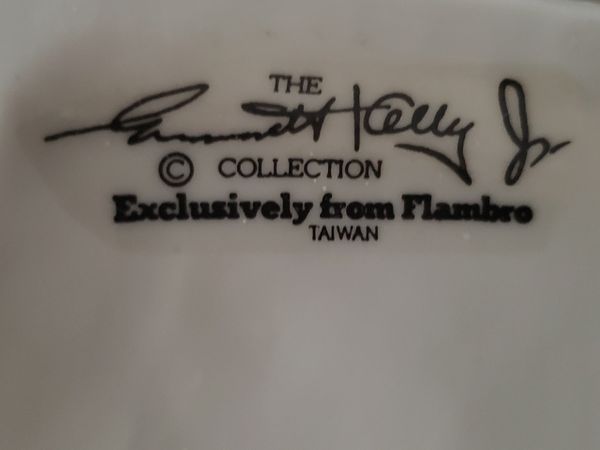 THE
Emmett Kelly Jr.
© COLLECTION
Exclusively from Flambro
TAIWAN